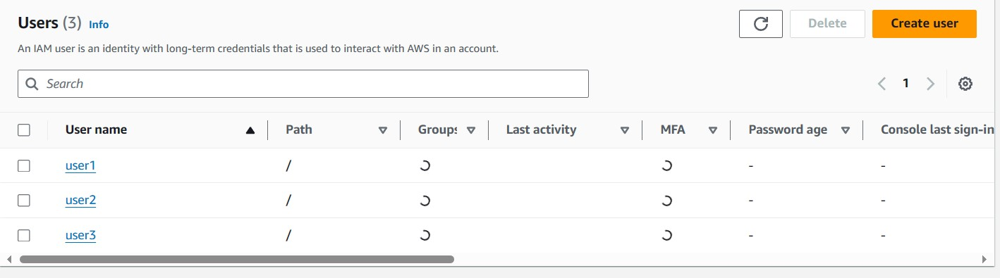 Users (3) Info
Delete
Create user
An IAM user is an identity with long-term credentials that is used to interact with AWS in an account.
Search
1
User name Path Groups Last activity MFA Password age Console last sign-in
user1 / - -
user2 / - -
user3 / - -